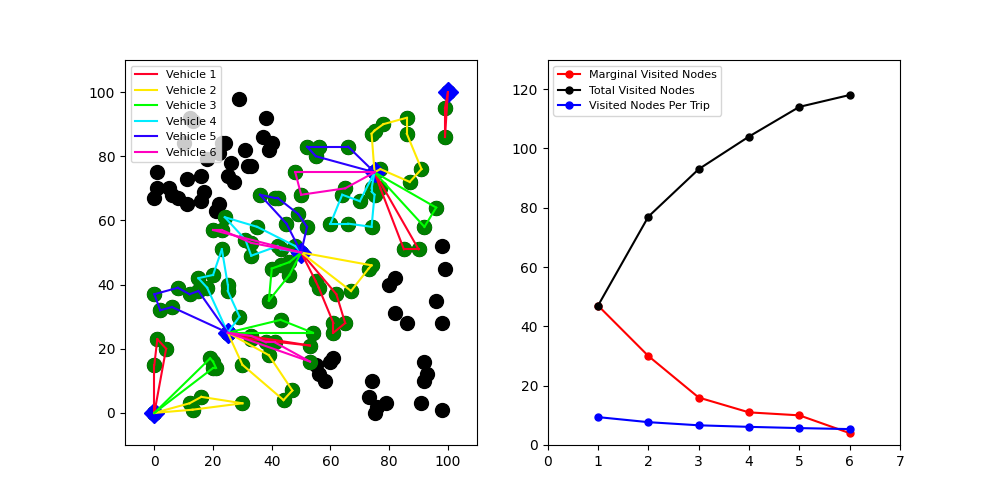 Vehicle 1
Vehicle 2
Vehicle 3
Vehicle 4
Vehicle 5
Vehicle 6
100
80
60
40
20
0
0 20 40 60 80 100
Marginal Visited Nodes
Total Visited Nodes
Visited Nodes Per Trip
120
100
80
60
40
20
0
0 1 2 3 4 5 6 7